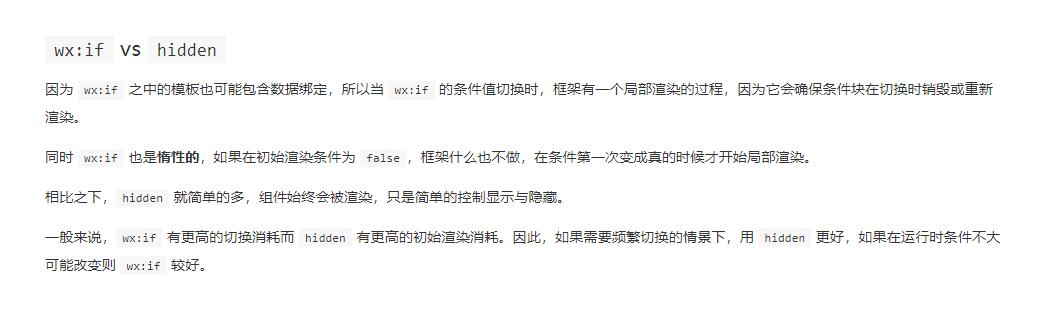 wx:if vs hidden
因为 wx:if 之中的模板也可能包含数据绑定，所以当 wx:if 的条件值切换时，框架有一个局部渲染的过程，因为它会确保条件块在切换时销毁或重新
渲染。
同时 wx:if 也是惰性的，如果在初始渲染条件为 false，框架什么也不做，在条件第一次变成真的时候才开始局部渲染。
相比之下，hidden 就简单的多，组件始终会被渲染，只是简单的控制显示与隐藏。
一般来说，wx:if 有更高的切换消耗而 hidden 有更高的初始渲染消耗。因此，如果需要频繁切换的情景下，用 hidden 更好，如果在运行时条件不大
可能改变则 wx:if 较好。